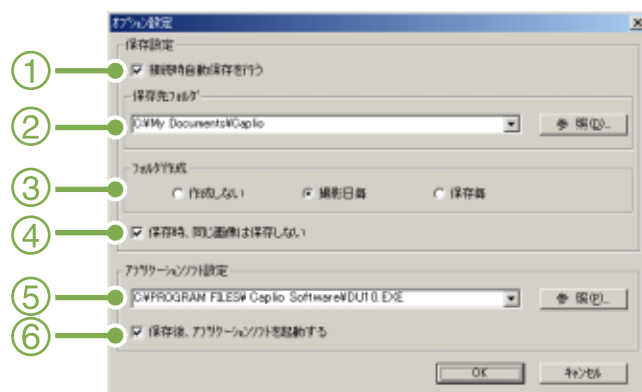 オプション設定
保存設定
① 接続時自動保存を行う
保存先フォルダ
② C:¥My Documents¥Caplio 参 照(O)...
フォルダ作成
③ 作成しない 撮影日毎 保存毎
④ 保存時、同じ画像は保存しない
アプリケーションソフト設定
⑤ C:¥PROGRAM FILES¥ Caplio Software¥DU10.EXE 参 照(P)...
⑥ 保存後、アプリケーションソフトを起動する
OK キャンセル